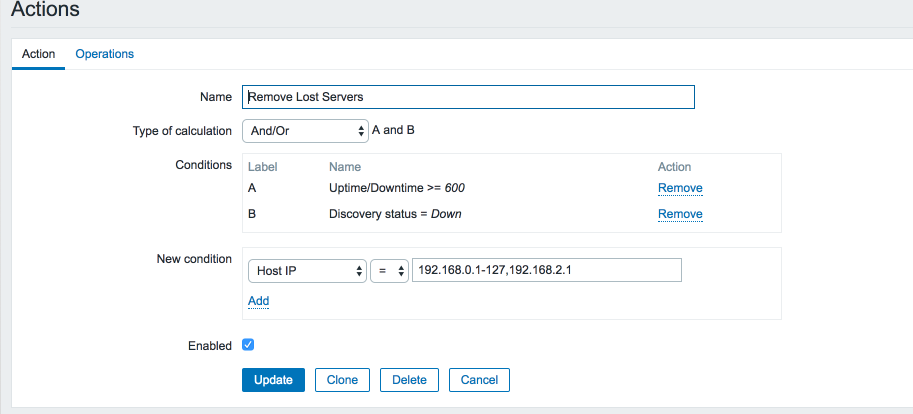 Actions
Action Operations
Name Remove Lost Servers
Type of calculation And/Or A and B
Conditions Label Name Action
A Uptime/Downtime >= 600 Remove
B Discovery status = Down Remove
New condition Host IP = 192.168.0.1-127,192.168.2.1
Add
Enabled
Update Clone Delete Cancel